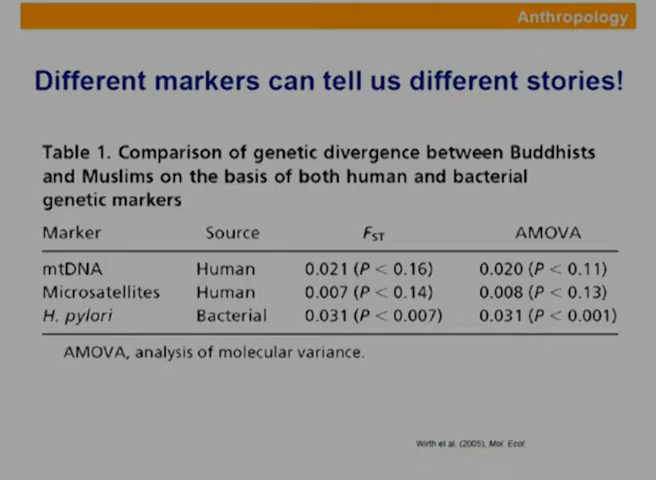 Anthropology
Different markers can tell us different stories!
Table 1. Comparison of genetic divergence between Buddhists
and Muslims on the basis of both human and bacterial
genetic markers
Marker Source FST AMOVA
mtDNA Human 0.021 (P < 0.16) 0.020 (P < 0.11)
Microsatellites Human 0.007 (P < 0.14) 0.008 (P < 0.13)
H. pylori Bacterial 0.031 (P < 0.007) 0.031 (P < 0.001)
AMOVA, analysis of molecular variance.
Wirth et al. (2005), Mol. Ecol.